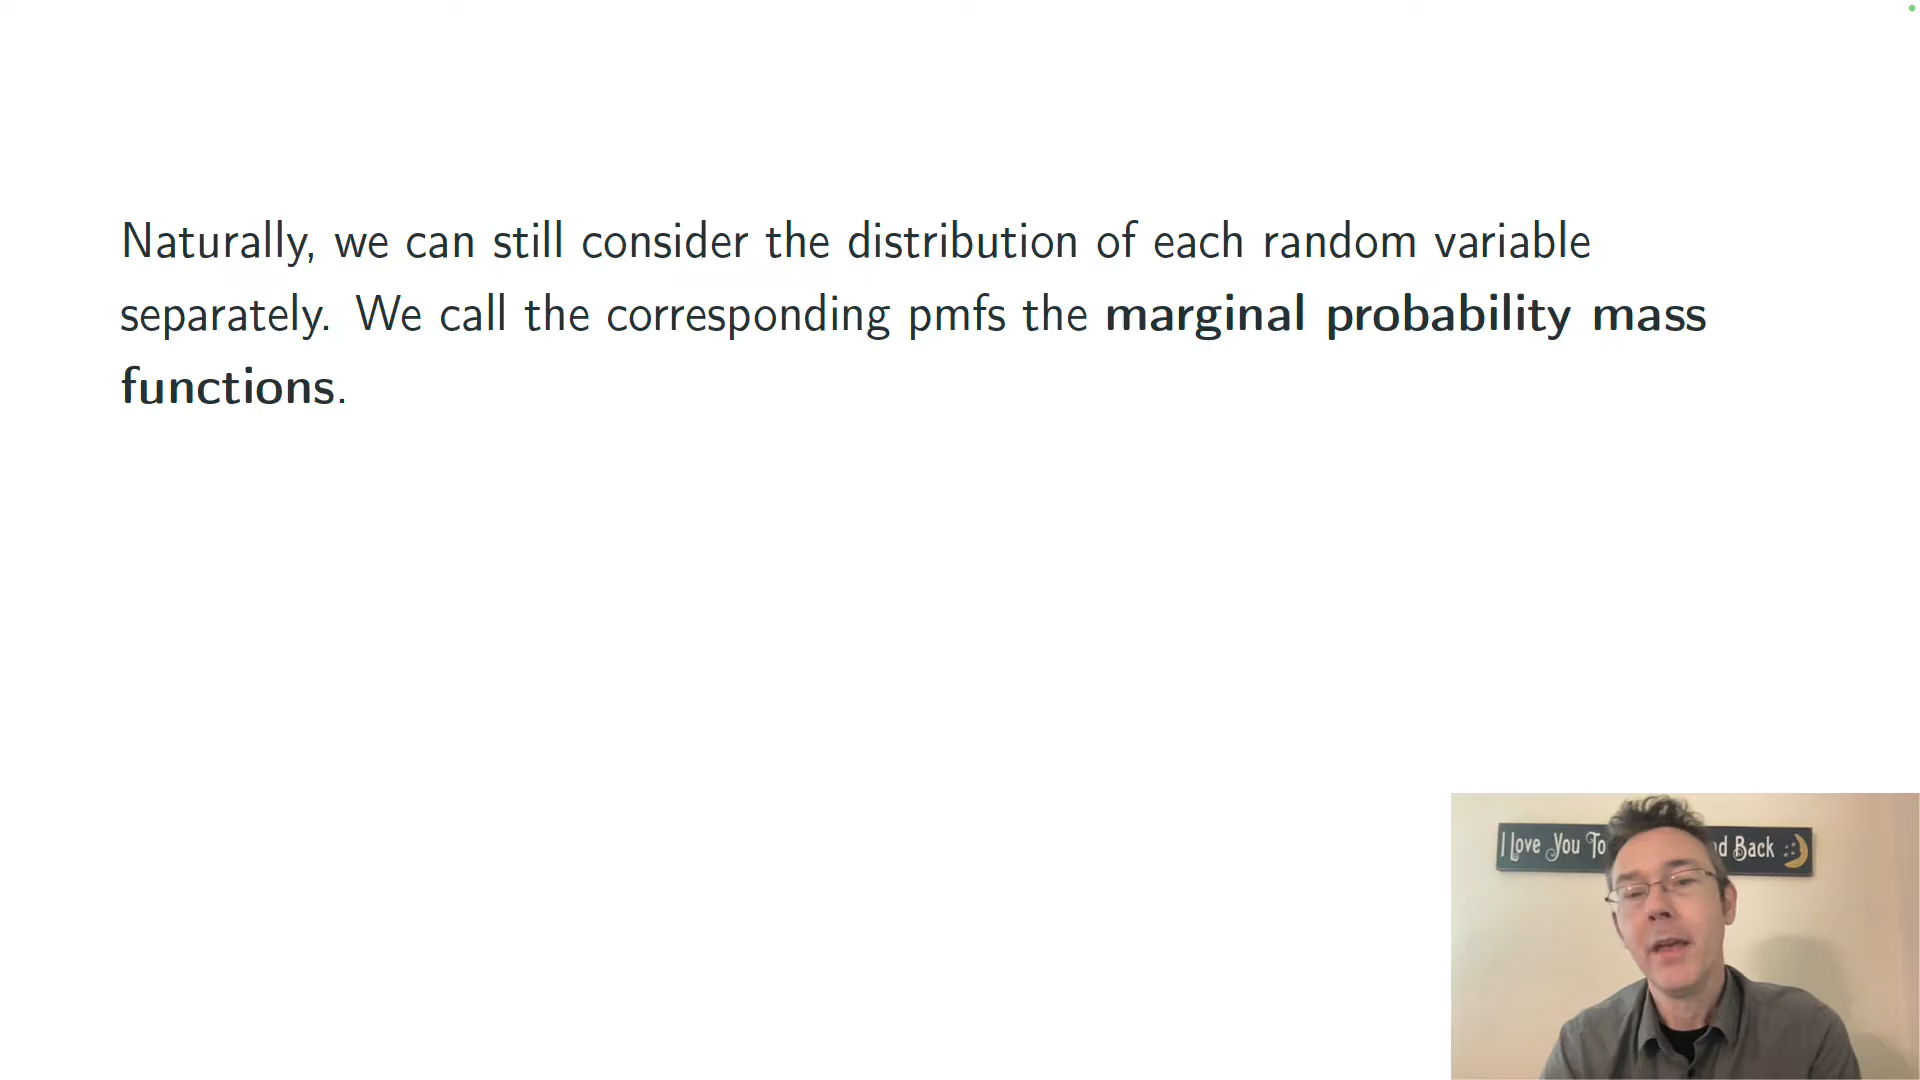 Naturally, we can still consider the distribution of each random variable
separately. We call the corresponding pmfs the marginal probability mass
functions.
I Love You To
Back